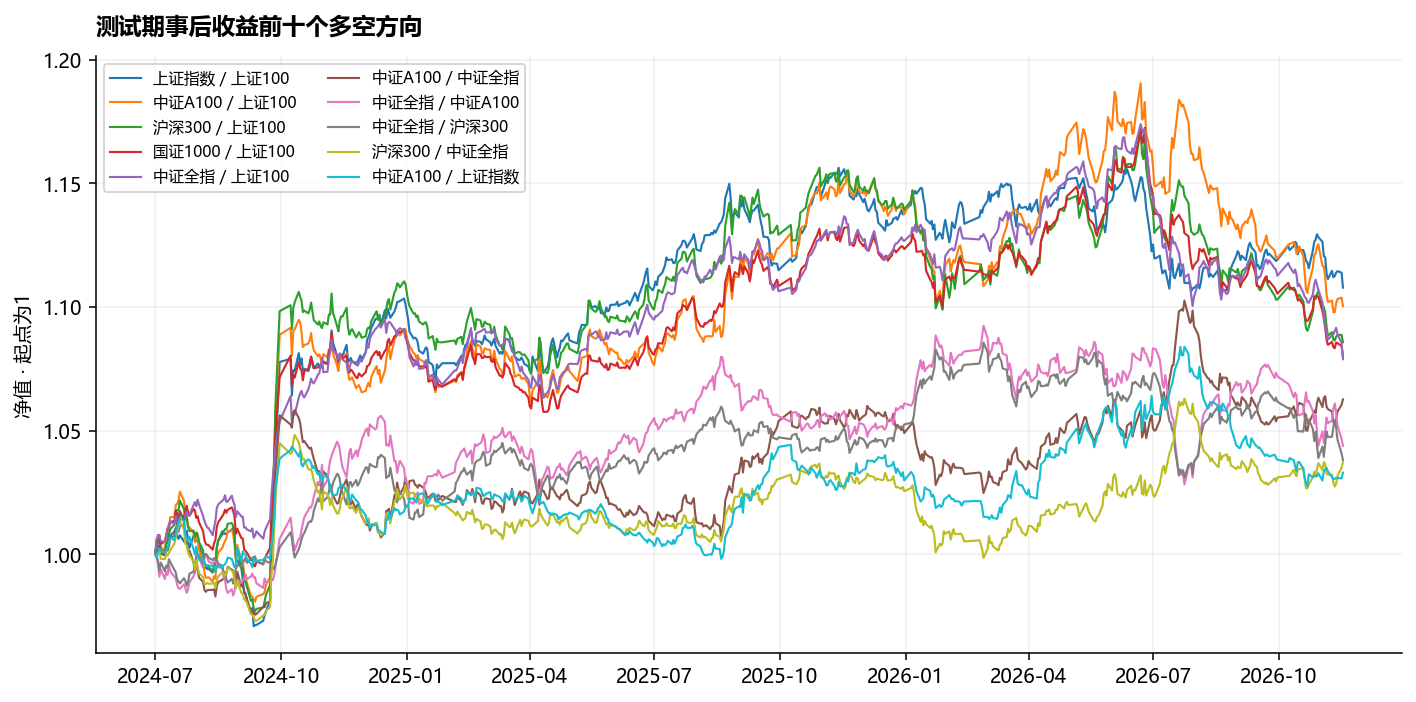 测试期事后收益前十个多空方向
净值 · 起点为1
1.20
1.15
1.10
1.05
1.00
上证指数 / 上证100
中证A100 / 上证100
沪深300 / 上证100
国证1000 / 上证100
中证全指 / 上证100
中证A100 / 中证全指
中证全指 / 中证A100
中证全指 / 沪深300
沪深300 / 中证全指
中证A100 / 上证指数
2024-07
2024-10
2025-01
2025-04
2025-07
2025-10
2026-01
2026-04
2026-07
2026-10